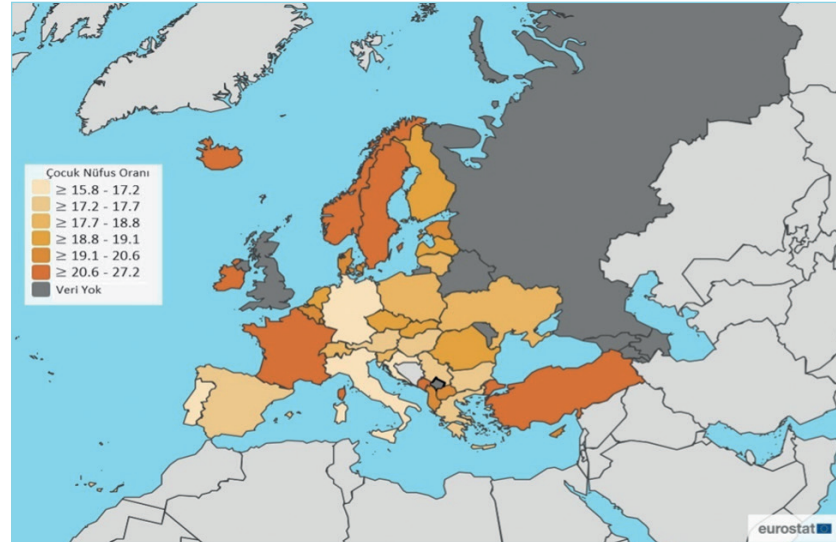 Çocuk Nüfus Oranı
≥ 15.8 - 17.2
≥ 17.2 - 17.7
≥ 17.7 - 18.8
≥ 18.8 - 19.1
≥ 19.1 - 20.6
≥ 20.6 - 27.2
Veri Yok
eurostat